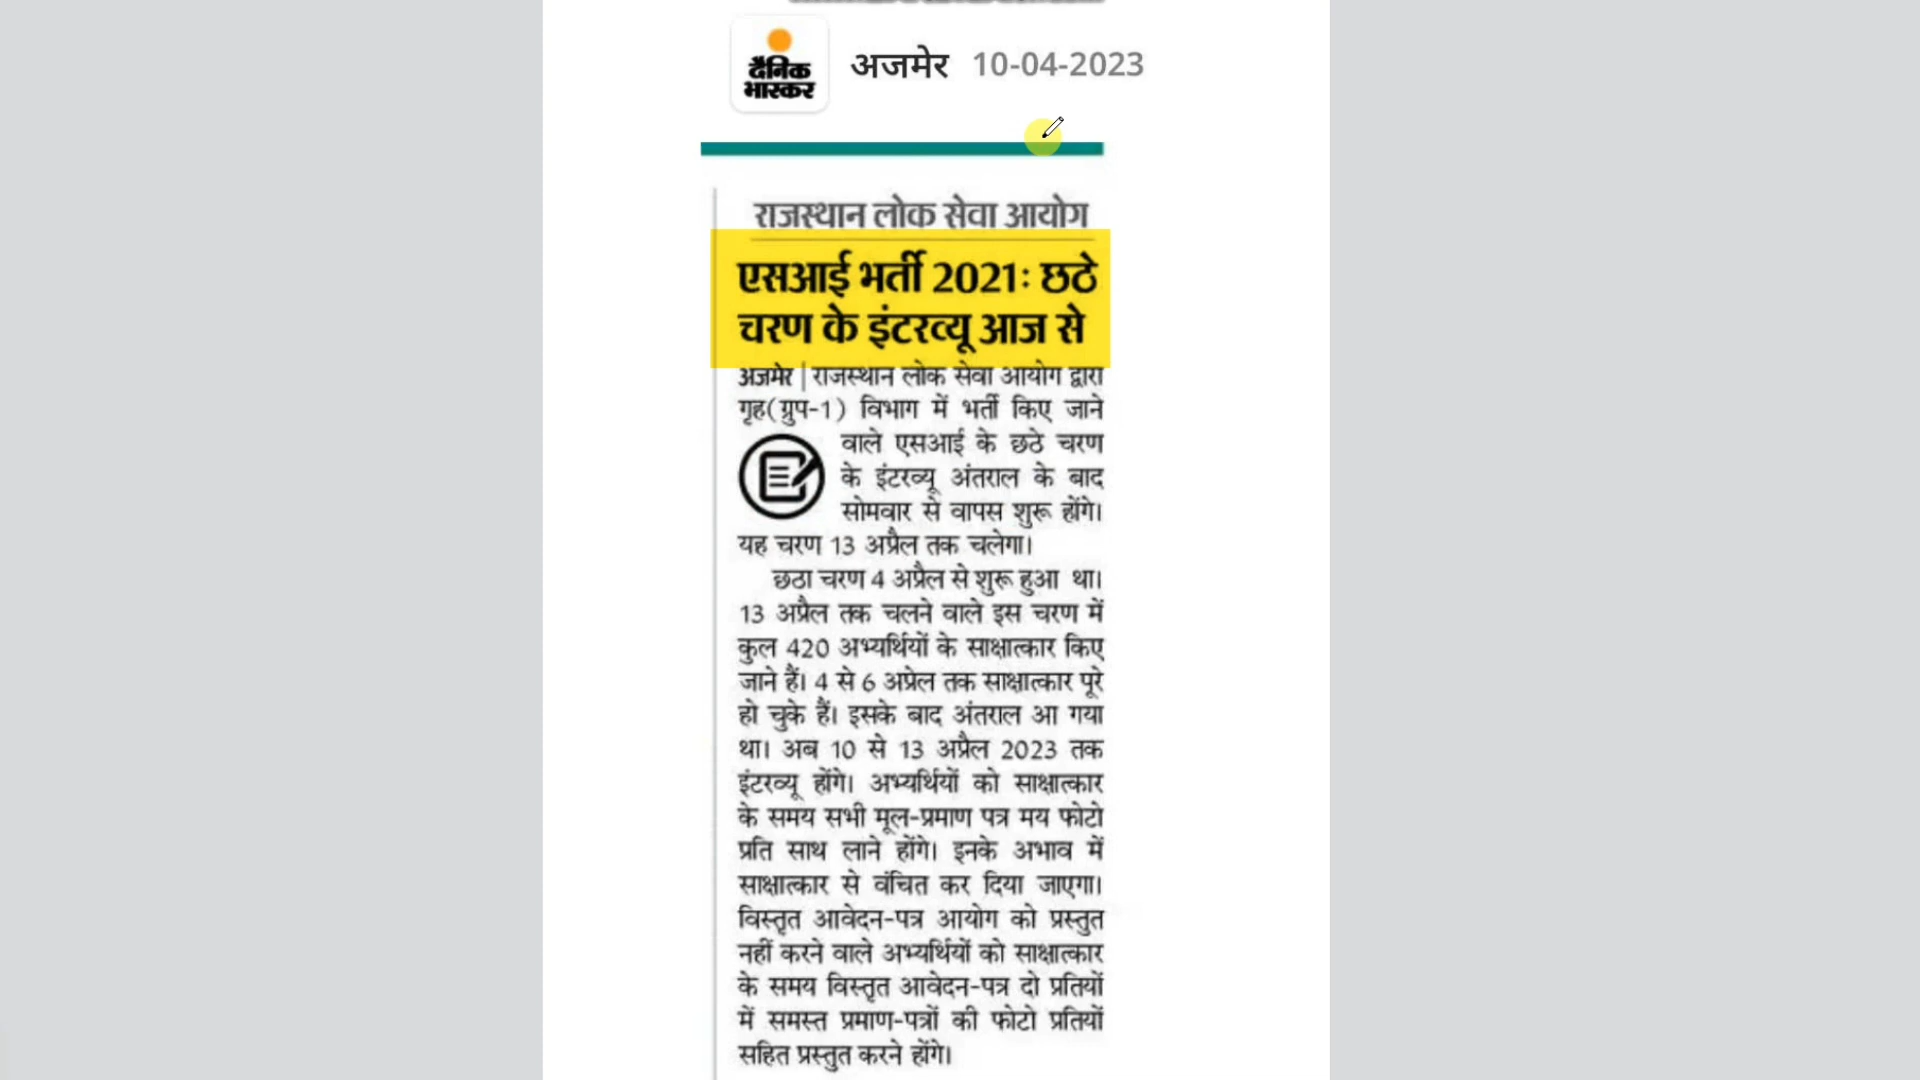 दैनिक
भास्कर
अजमेर 10-04-2023
राजस्थान लोक सेवा आयोग
एसआई भर्ती 2021: छठे
चरण के इंटरव्यू आज से
अजमेर | राजस्थान लोक सेवा आयोग द्वारा
गृह(ग्रुप-1) विभाग में भर्ती किए जाने
वाले एसआई के छठे चरण
के इंटरव्यू अंतराल के बाद
सोमवार से वापस शुरू होंगे।
यह चरण 13 अप्रैल तक चलेगा।
छठा चरण 4 अप्रैल से शुरू हुआ था।
13 अप्रैल तक चलने वाले इस चरण में
कुल 420 अभ्यर्थियों के साक्षात्कार किए
जाने हैं। 4 से 6 अप्रेल तक साक्षात्कार पूरे
हो चुके हैं। इसके बाद अंतराल आ गया
था। अब 10 से 13 अप्रैल 2023 तक
इंटरव्यू होंगे। अभ्यर्थियों को साक्षात्कार
के समय सभी मूल-प्रमाण पत्र मय फोटो
प्रति साथ लाने होंगे। इनके अभाव में
साक्षात्कार से वंचित कर दिया जाएगा।
विस्तृत आवेदन-पत्र आयोग को प्रस्तुत
नहीं करने वाले अभ्यर्थियों को साक्षात्कार
के समय विस्तृत आवेदन-पत्र दो प्रतियों
में समस्त प्रमाण-पत्रों की फोटो प्रतियों
सहित प्रस्तुत करने होंगे।